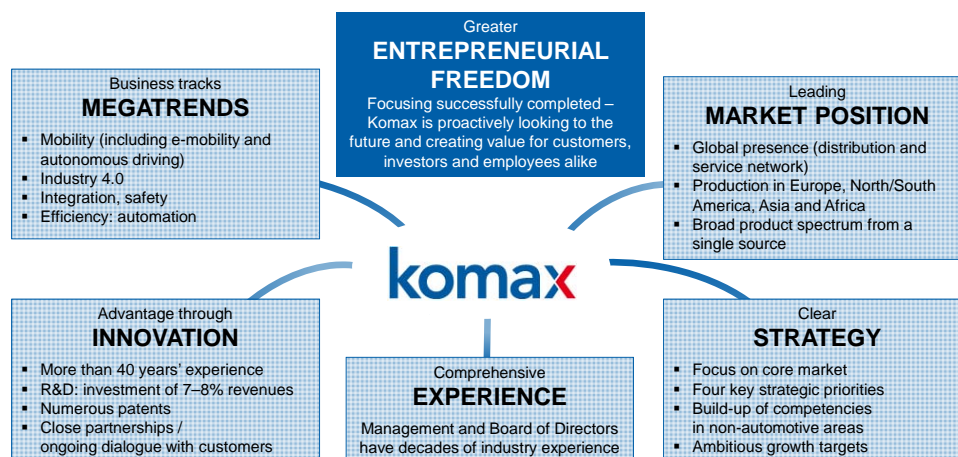 Greater
ENTREPRENEURIAL
FREEDOM
Focusing successfully completed –
Komax is proactively looking to the
future and creating value for customers,
investors and employees alike
Business tracks
MEGATRENDS
▪ Mobility (including e-mobility and
autonomous driving)
▪ Industry 4.0
▪ Integration, safety
▪ Efficiency: automation
Leading
MARKET POSITION
▪ Global presence (distribution and
service network)
▪ Production in Europe, North/South
America, Asia and Africa
▪ Broad product spectrum from a
single source
komax
Advantage through
INNOVATION
▪ More than 40 years’ experience
▪ R&D: investment of 7–8% revenues
▪ Numerous patents
▪ Close partnerships /
ongoing dialogue with customers
Comprehensive
EXPERIENCE
Management and Board of Directors
have decades of industry experience
Clear
STRATEGY
▪ Focus on core market
▪ Four key strategic priorities
▪ Build-up of competencies
in non-automotive areas
▪ Ambitious growth targets